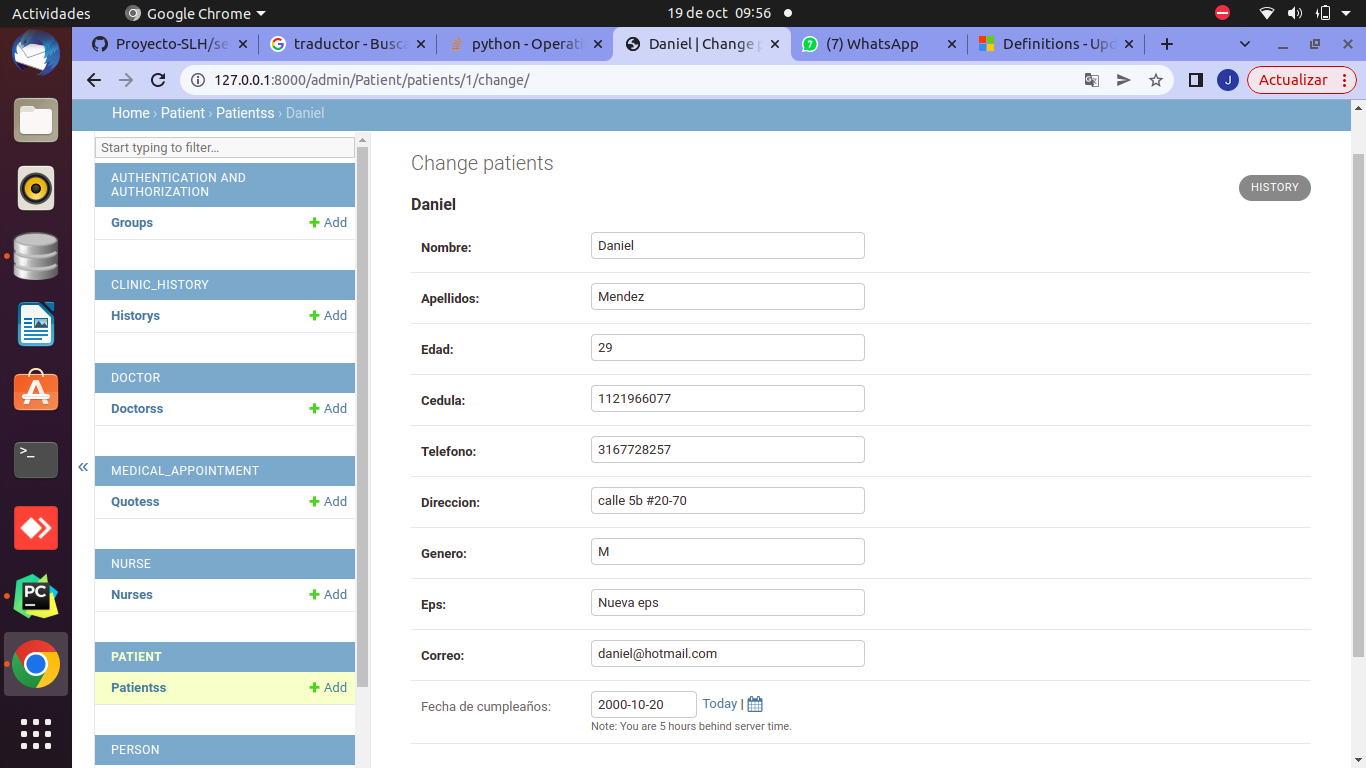 Actividades
Google Chrome
19 de oct 09:56
Proyecto-SLH/se
traductor - Busca
python - Operati
Daniel | Change p
(7) WhatsApp
Definitions - Upd
127.0.0.1:8000/admin/Patient/patients/1/change/
J
Actualizar
Home › Patient › Patientss › Daniel
Start typing to filter...
AUTHENTICATION AND
AUTHORIZATION
Groups
Add
CLINIC_HISTORY
Historys
Add
DOCTOR
Doctorss
Add
MEDICAL_APPOINTMENT
Quotess
Add
NURSE
Nurses
Add
PATIENT
Patientss
Add
PERSON
«
Change patients
HISTORY
Daniel
Nombre: Daniel
Apellidos: Mendez
Edad: 29
Cedula: 1121966077
Telefono: 3167728257
Direccion: calle 5b #20-70
Genero: M
Eps: Nueva eps
Correo: daniel@hotmail.com
Fecha de cumpleaños: 2000-10-20 Today |
Note: You are 5 hours behind server time.
>_
PC